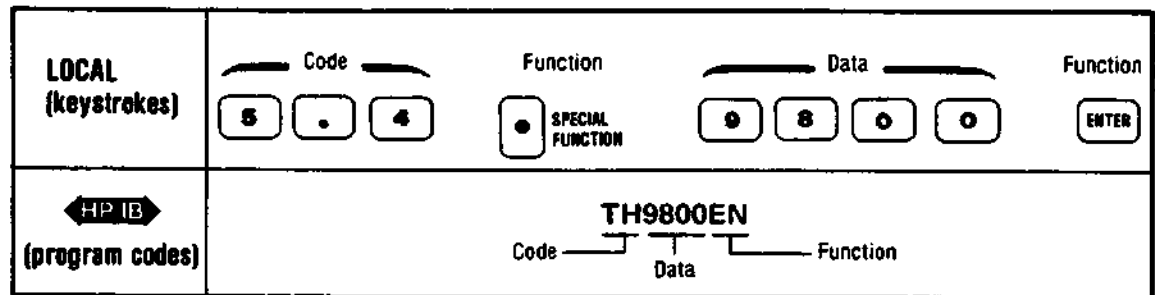 LOCAL
(keystrokes)
Code Function Data Function
5 . 4 SPECIAL FUNCTION 9 8 0 0 ENTER
HP IB
(program codes)
TH9800EN
Code Data Function